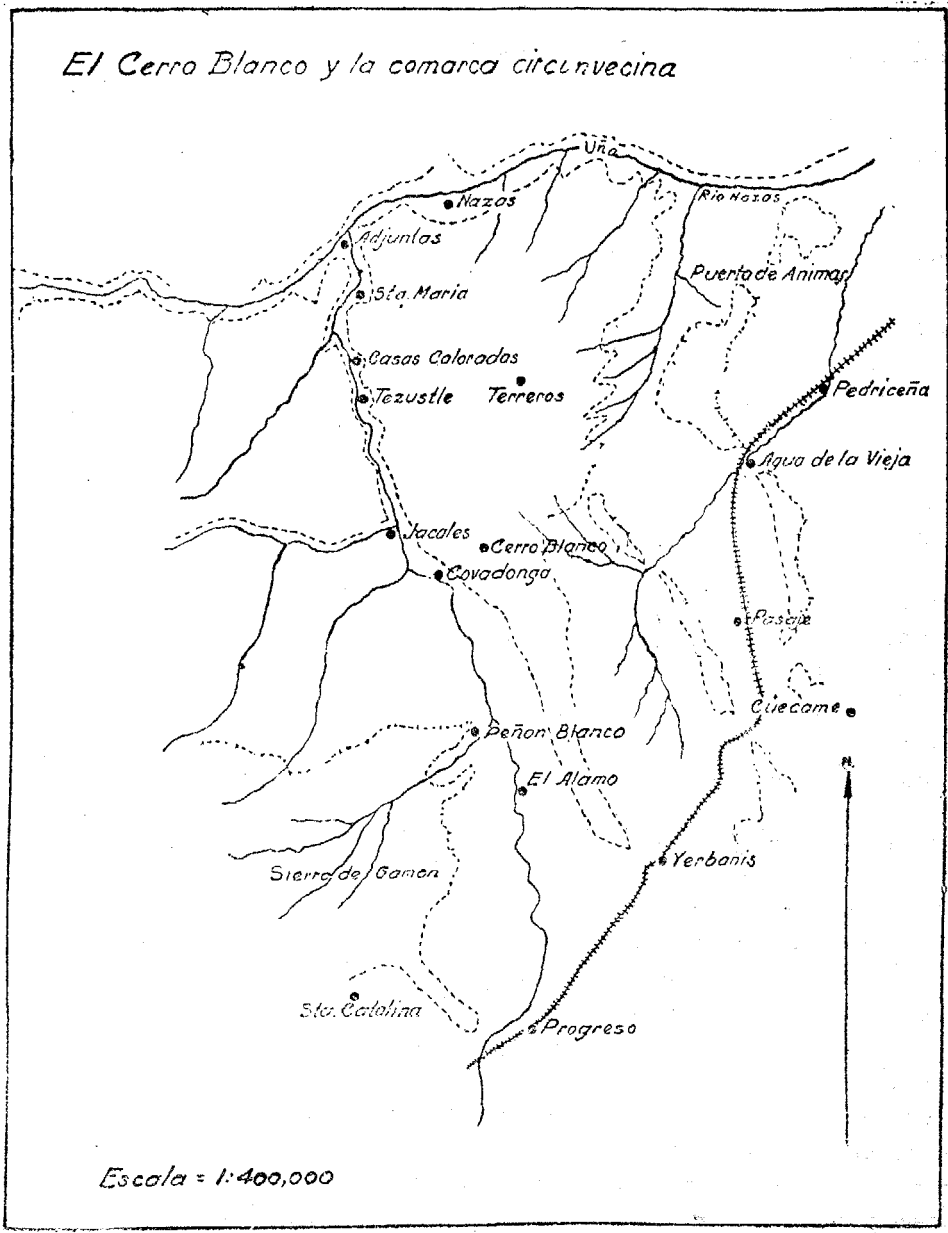 El Cerro Blanco y la comarca circunvecina
Uña
Rio Nazas
Nazas
Adjuntas
Puerto de Animas
Sta. Maria
Casas Coloradas
Tezustle
Terreros
Pedriceña
Agua de la Vieja
Jacales
Cerro Blanco
Covadonga
Pasaje
Cuecame
Peñon Blanco
N.
El Alamo
Yerbanis
Sierra de Gamon
Sta. Catalina
Progreso
Escala = 1:400,000